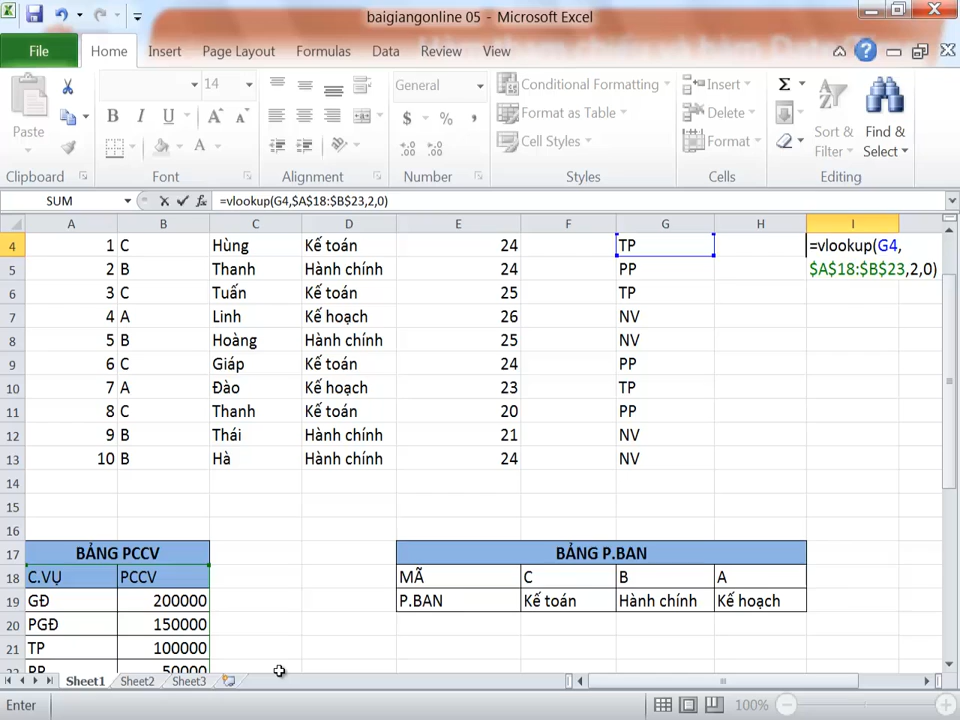 baigiangonline 05 - Microsoft Excel
File Home Insert Page Layout Formulas Data Review View
Paste
Clipboard
B I U A A A
14
Font
Alignment
General
$ % ,
Number
Conditional Formatting
Format as Table
Cell Styles
Styles
Insert
Delete
Format
Cells
Σ
Sort & Filter
Find & Select
Editing
SUM fx =vlookup(G4,$A$18:$B$23,2,0)
A B C D E F G H I
4 1 C Hùng Kế toán 24 TP =vlookup(G4,
5 2 B Thanh Hành chính 24 PP $A$18:$B$23,2,0)
6 3 C Tuấn Kế toán 25 TP
7 4 A Linh Kế hoạch 26 NV
8 5 B Hoàng Hành chính 25 NV
9 6 C Giáp Kế toán 24 PP
10 7 A Đào Kế hoạch 23 TP
11 8 C Thanh Kế toán 20 PP
12 9 B Thái Hành chính 21 NV
13 10 B Hà Hành chính 24 NV
14
15
16
17 BẢNG PCCV BẢNG P.BAN
18 C.VỤ PCCV MÃ C B A
19 GĐ 200000 P.BAN Kế toán Hành chính Kế hoạch
20 PGĐ 150000
21 TP 100000
22 PP 50000
Sheet1 Sheet2 Sheet3
Enter 100%